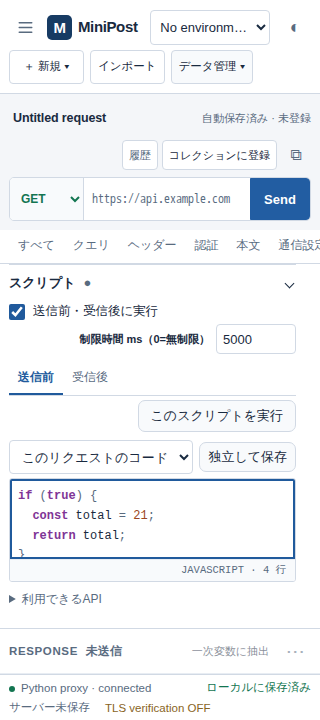 M MiniPost No environm…
＋ 新規 ▾ インポート データ管理 ▾
Untitled request 自動保存済み · 未登録
履歴 コレクションに登録
GET https://api.example.com Send
すべて クエリ ヘッダー 認証 本文 通信設定
スクリプト
送信前・受信後に実行
制限時間 ms（0=無制限） 5000
送信前 受信後
このスクリプトを実行
このリクエストのコード 独立して保存
if (true) {
const total = 21;
return total;
}
JAVASCRIPT · 4 行
▶ 利用できるAPI
RESPONSE 未送信 一次変数に抽出 ···
Python proxy · connected ローカルに保存済み
サーバー未保存 TLS verification OFF